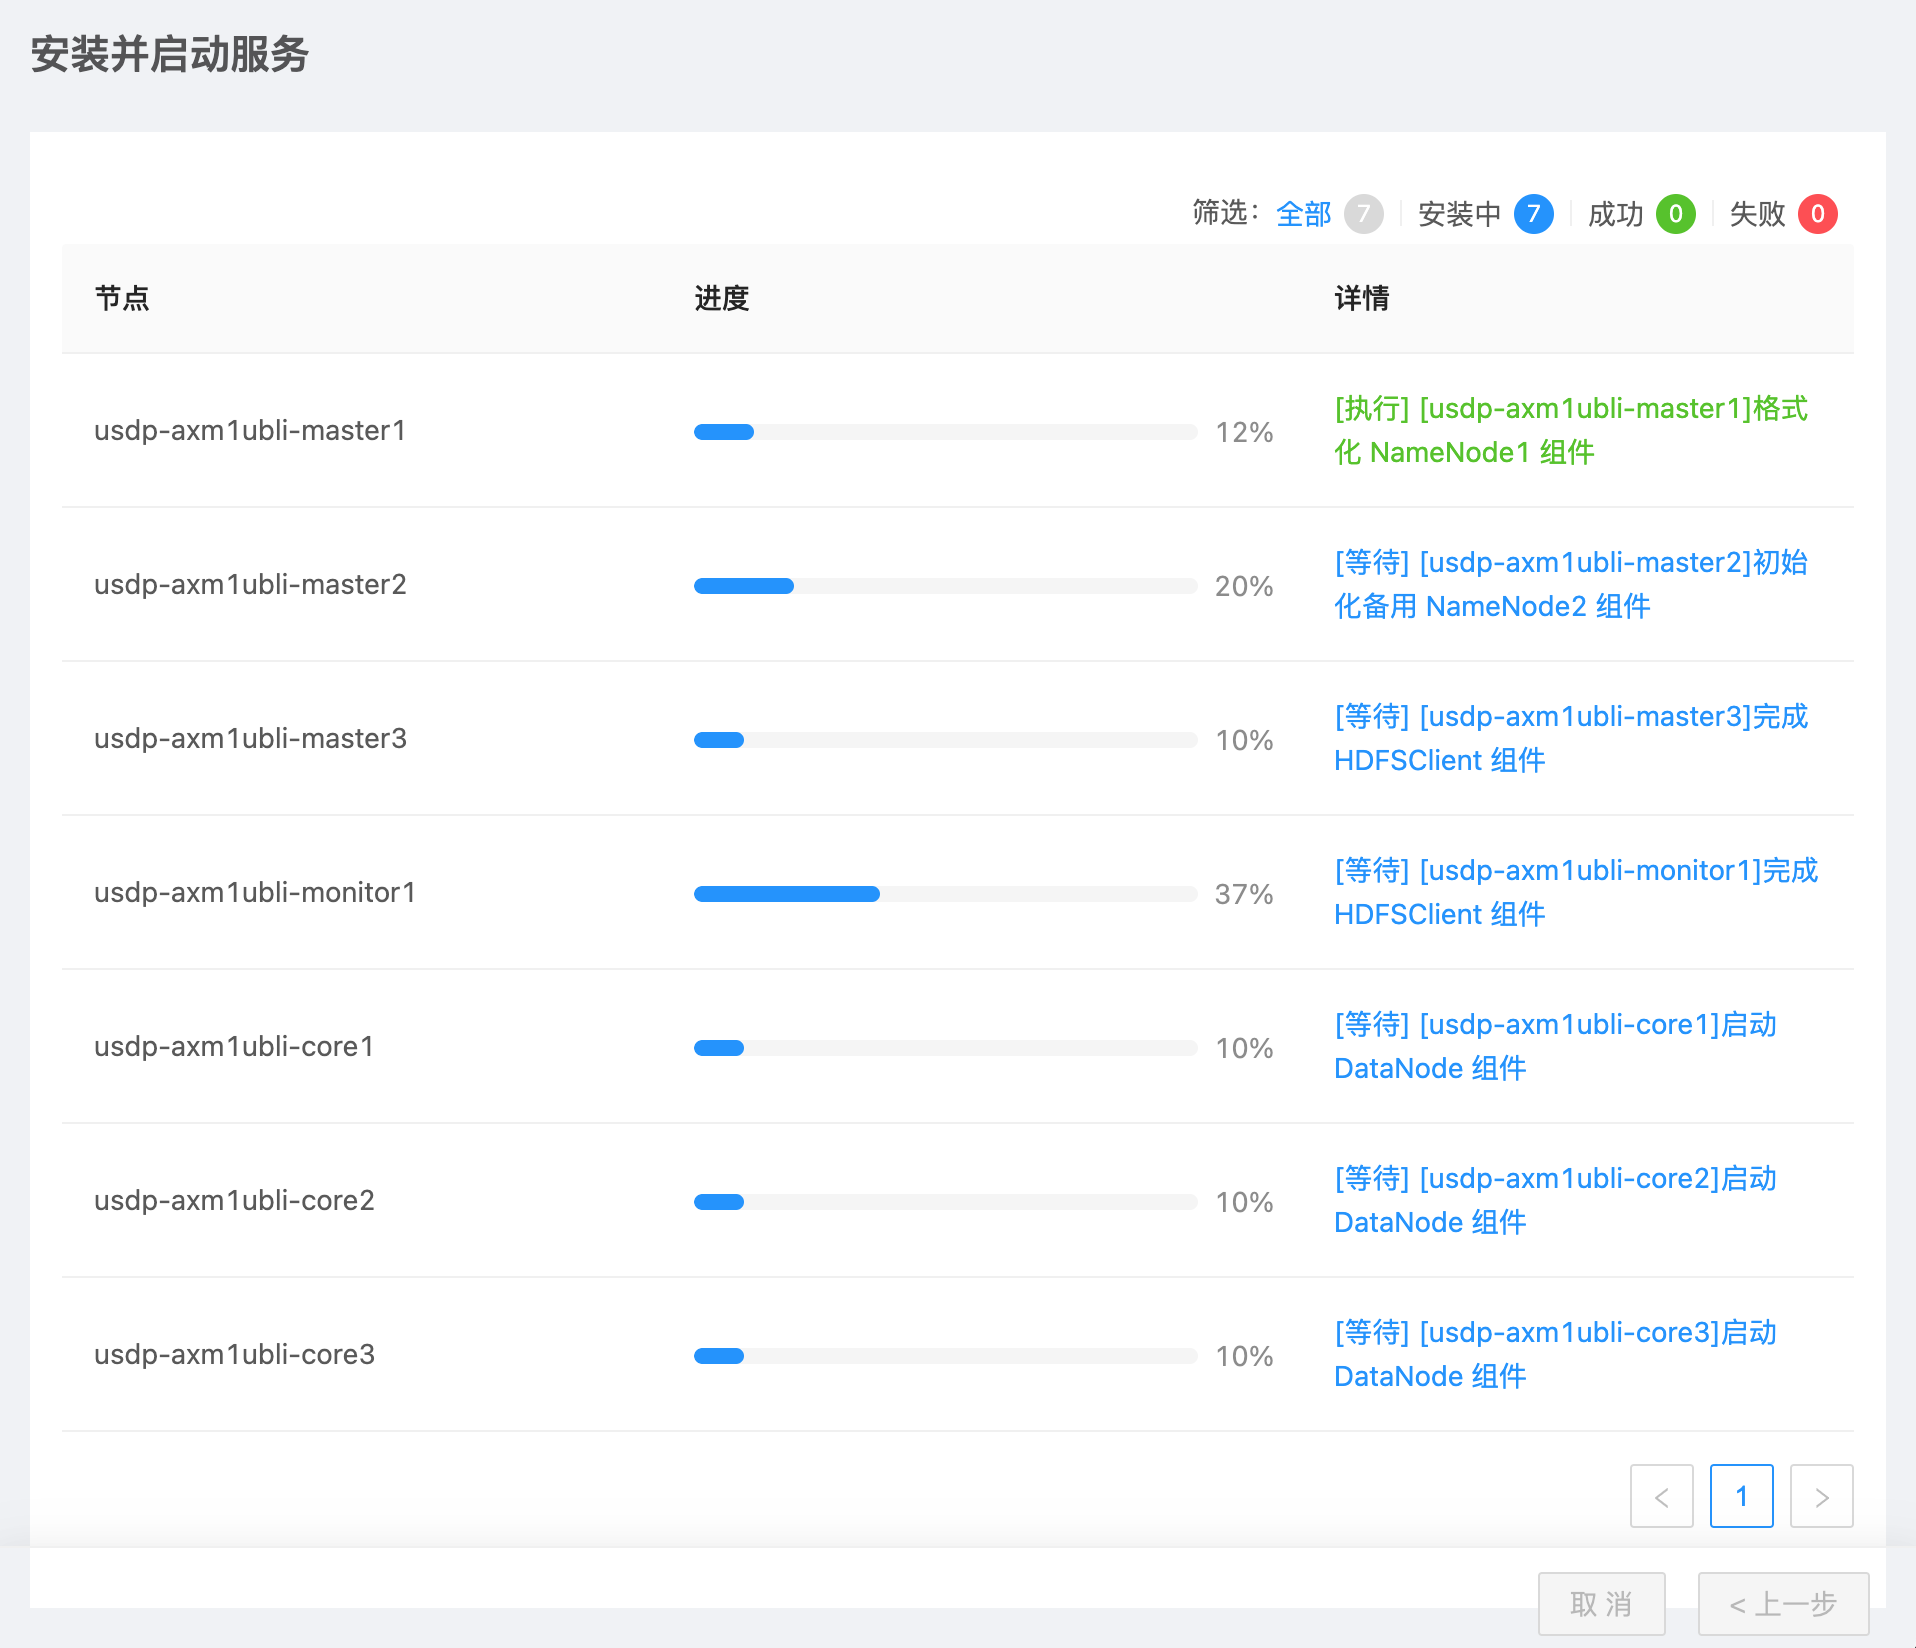 安装并启动服务
筛选： 全部 7 安装中 7 成功 0 失败 0
节点 进度 详情
usdp-axm1ubli-master1 12% [执行] [usdp-axm1ubli-master1]格式
化 NameNode1 组件
usdp-axm1ubli-master2 20% [等待] [usdp-axm1ubli-master2]初始
化备用 NameNode2 组件
usdp-axm1ubli-master3 10% [等待] [usdp-axm1ubli-master3]完成
HDFSClient 组件
usdp-axm1ubli-monitor1 37% [等待] [usdp-axm1ubli-monitor1]完成
HDFSClient 组件
usdp-axm1ubli-core1 10% [等待] [usdp-axm1ubli-core1]启动
DataNode 组件
usdp-axm1ubli-core2 10% [等待] [usdp-axm1ubli-core2]启动
DataNode 组件
usdp-axm1ubli-core3 10% [等待] [usdp-axm1ubli-core3]启动
DataNode 组件
< 1 >
取 消 < 上一步